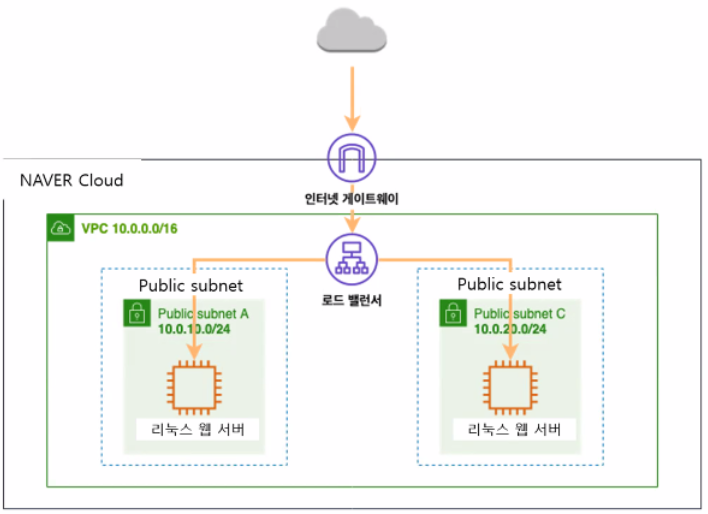 NAVER Cloud
인터넷 게이트웨이
VPC 10.0.0.0/16
로드 밸런서
Public subnet
Public subnet A
10.0.10.0/24
리눅스 웹 서버
Public subnet
Public subnet C
10.0.20.0/24
리눅스 웹 서버